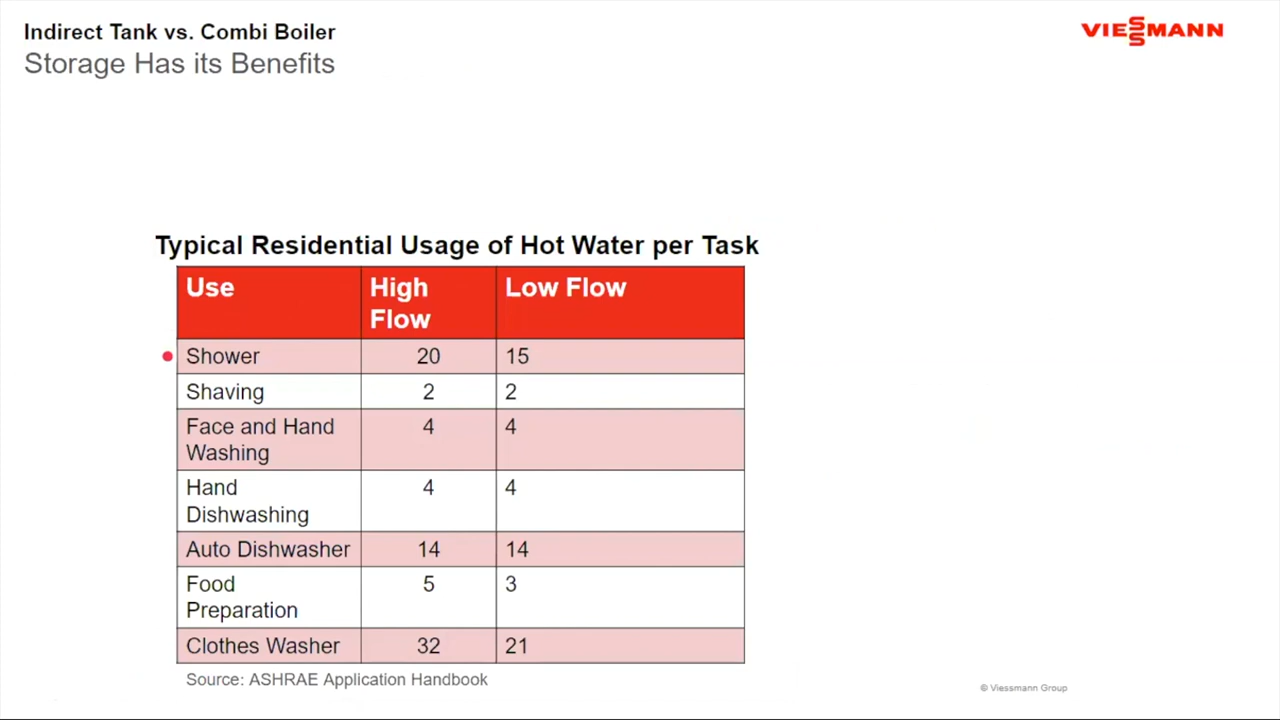 Indirect Tank vs. Combi Boiler
VIESSMANN
Storage Has its Benefits
Typical Residential Usage of Hot Water per Task
Use High Flow Low Flow
Shower 20 15
Shaving 2 2
Face and Hand Washing 4 4
Hand Dishwashing 4 4
Auto Dishwasher 14 14
Food Preparation 5 3
Clothes Washer 32 21
Source: ASHRAE Application Handbook
© Viessmann Group